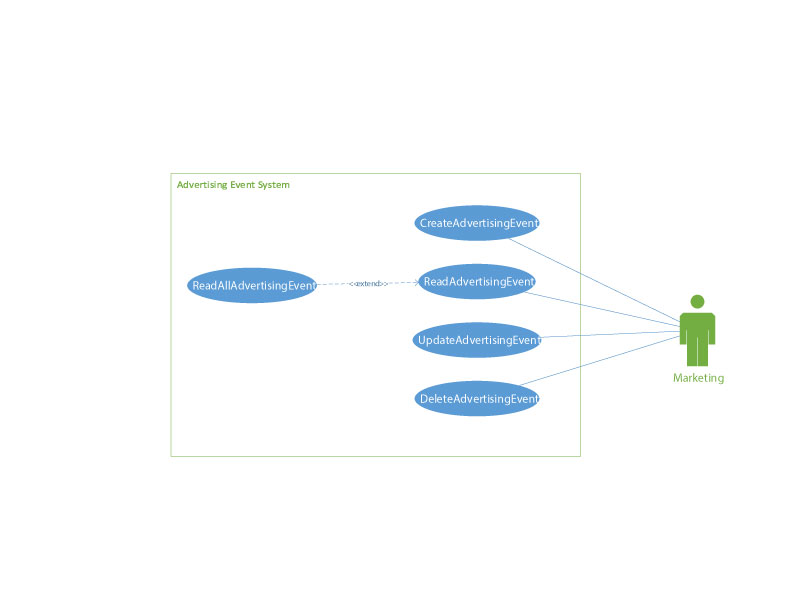 Advertising Event System
CreateAdvertisingEvent
ReadAllAdvertisingEvent
<<extend>>
ReadAdvertisingEvent
UpdateAdvertisingEvent
Marketing
DeleteAdvertisingEvent